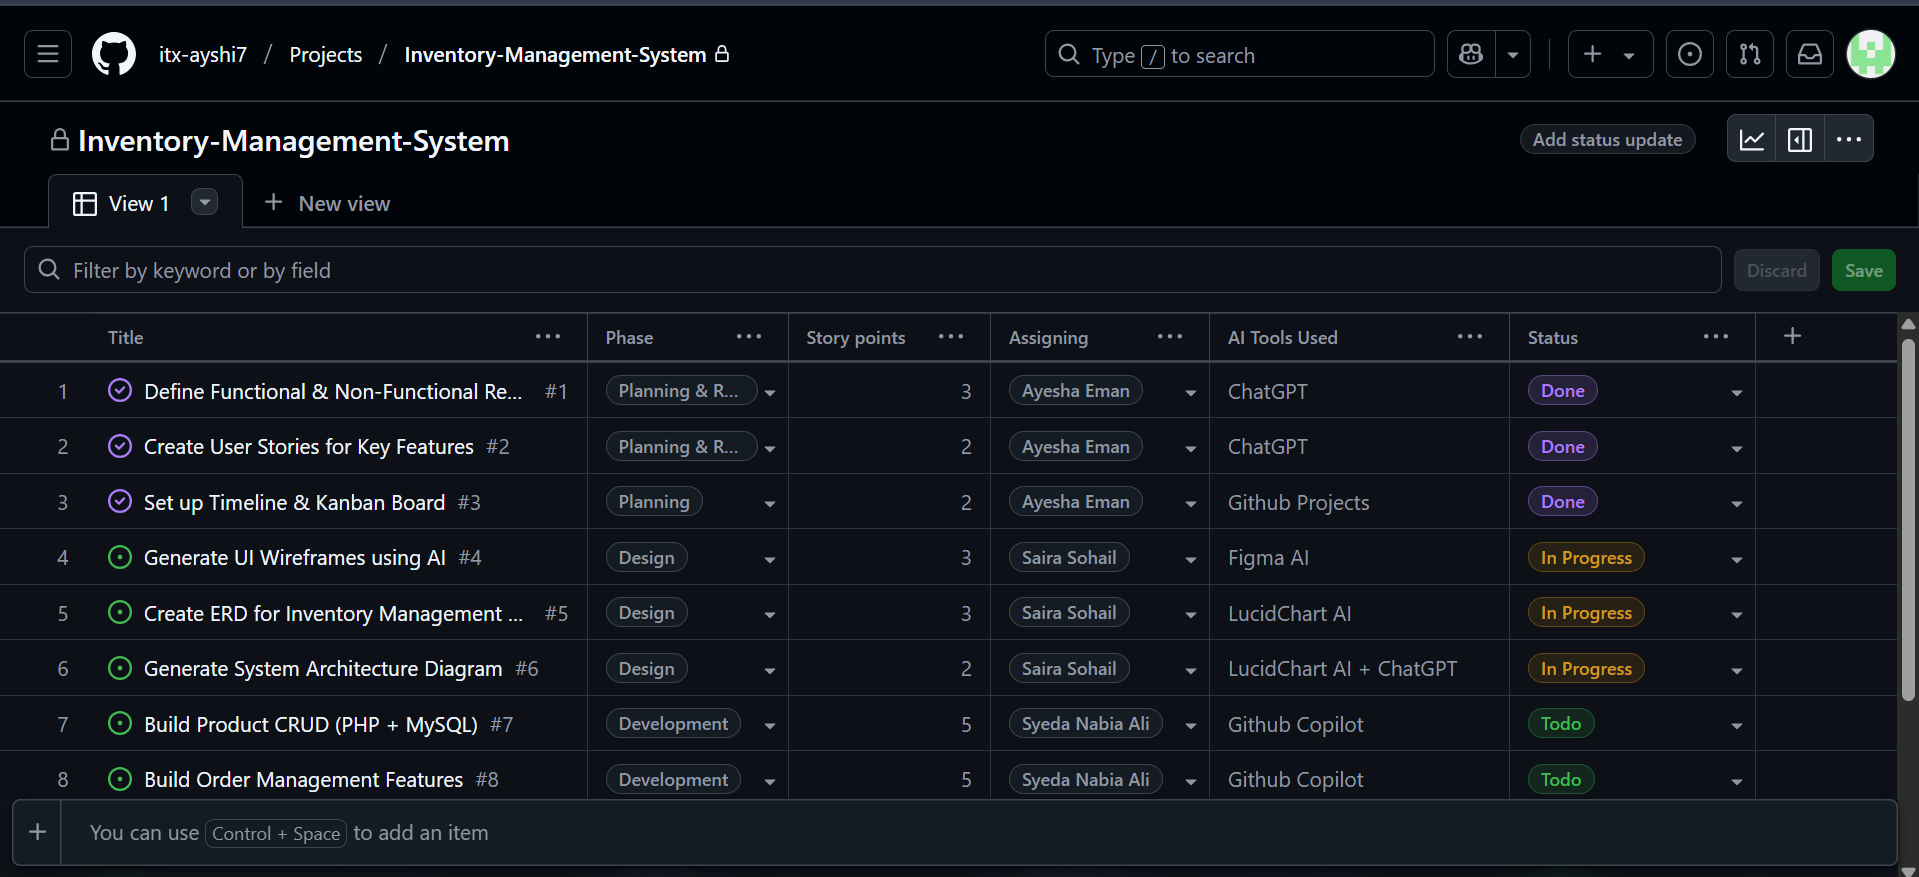 itx-ayshi7 / Projects / Inventory-Management-System
Type / to search
Inventory-Management-System
Add status update
View 1
New view
Filter by keyword or by field
Discard
Save
Title Phase Story points Assigning AI Tools Used Status
1 Define Functional & Non-Functional Re... #1 Planning & R... 3 Ayesha Eman ChatGPT Done
2 Create User Stories for Key Features #2 Planning & R... 2 Ayesha Eman ChatGPT Done
3 Set up Timeline & Kanban Board #3 Planning 2 Ayesha Eman Github Projects Done
4 Generate UI Wireframes using AI #4 Design 3 Saira Sohail Figma AI In Progress
5 Create ERD for Inventory Management ... #5 Design 3 Saira Sohail LucidChart AI In Progress
6 Generate System Architecture Diagram #6 Design 2 Saira Sohail LucidChart AI + ChatGPT In Progress
7 Build Product CRUD (PHP + MySQL) #7 Development 5 Syeda Nabia Ali Github Copilot Todo
8 Build Order Management Features #8 Development 5 Syeda Nabia Ali Github Copilot Todo
You can use Control + Space to add an item